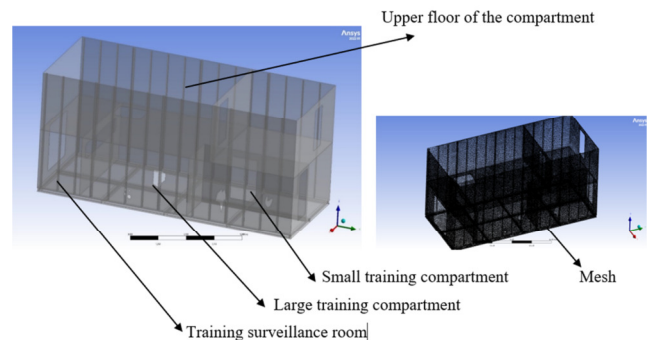 Upper floor of the compartment
Ansys
Ansys
Small training compartment
Mesh
Large training compartment
Training surveillance room